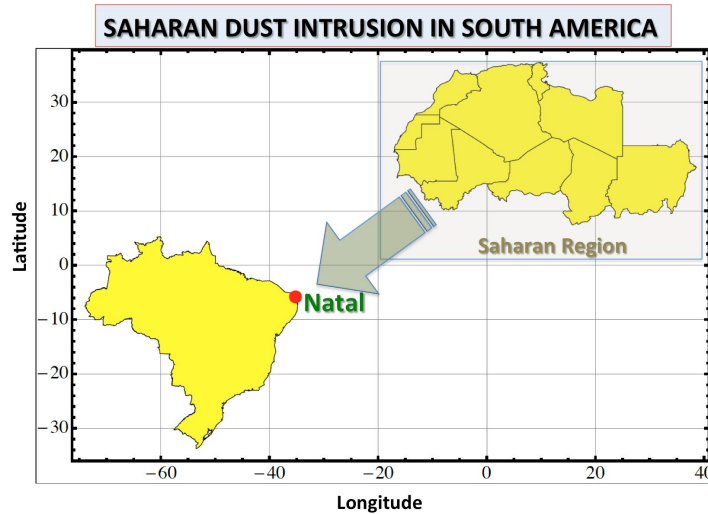 SAHARAN DUST INTRUSION IN SOUTH AMERICA
30
20
10
0
−10
−20
−30
Latitude
Saharan Region
Natal
−60
−40
−20
0
20
40
Longitude